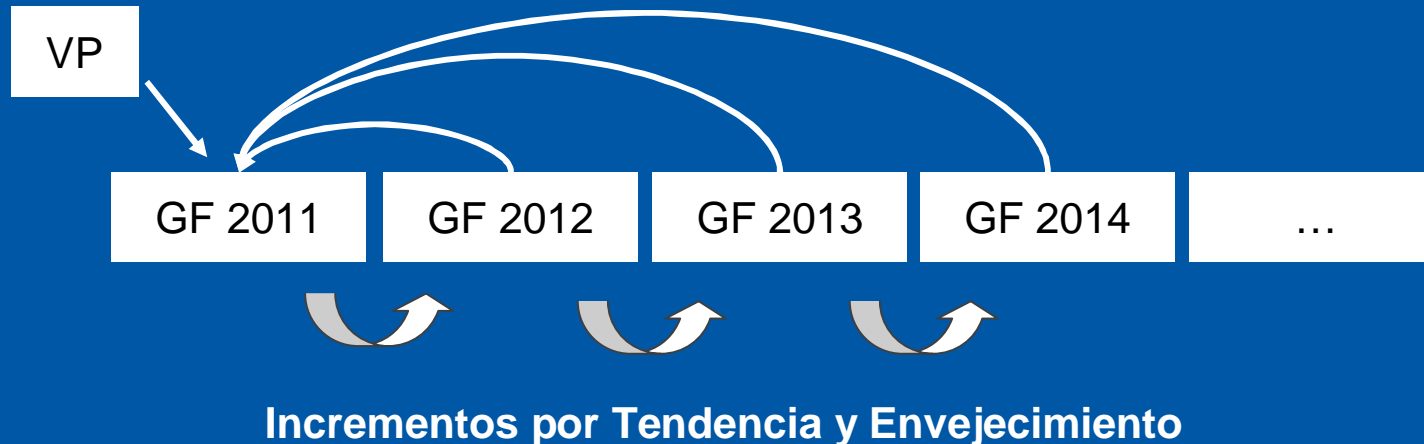 VP
GF 2011 GF 2012 GF 2013 GF 2014 …
Incrementos por Tendencia y Envejecimiento